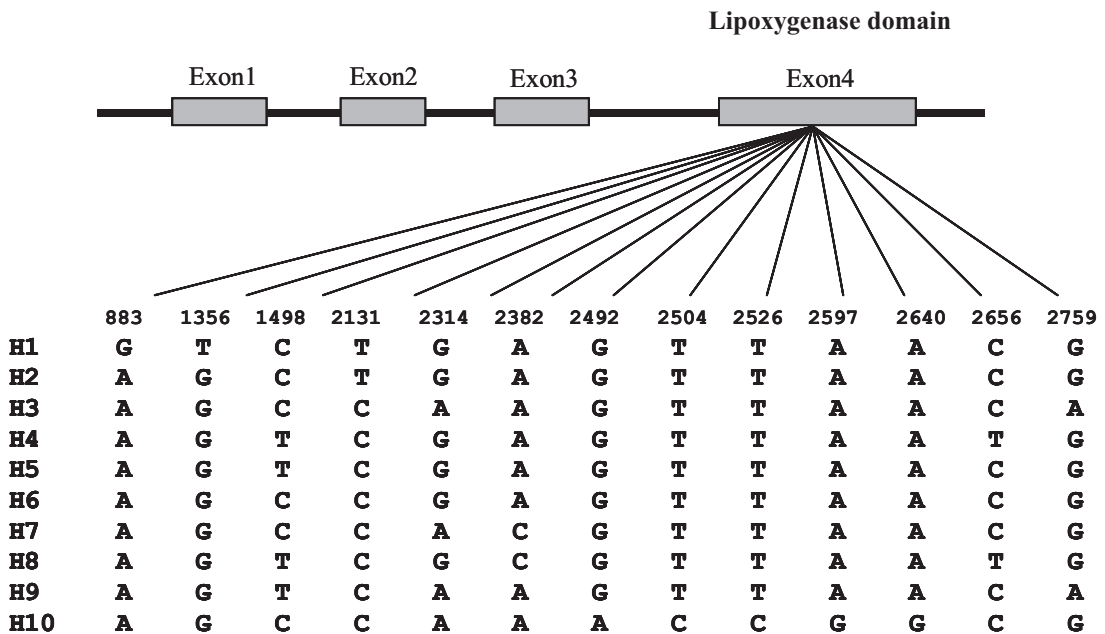 Lipoxygenase domain
Exon1 Exon2 Exon3 Exon4
883 1356 1498 2131 2314 2382 2492 2504 2526 2597 2640 2656 2759
H1 G T C T G A G T T A A C G
H2 A G C T G A G T T A A C G
H3 A G C C A A G T T A A C A
H4 A G T C G A G T T A A T G
H5 A G T C G A G T T A A C G
H6 A G C C G A G T T A A C G
H7 A G C C A C G T T A A C G
H8 A G T C G C G T T A A T G
H9 A G T C A A G T T A A C A
H10 A G C C A A A C C G G C G